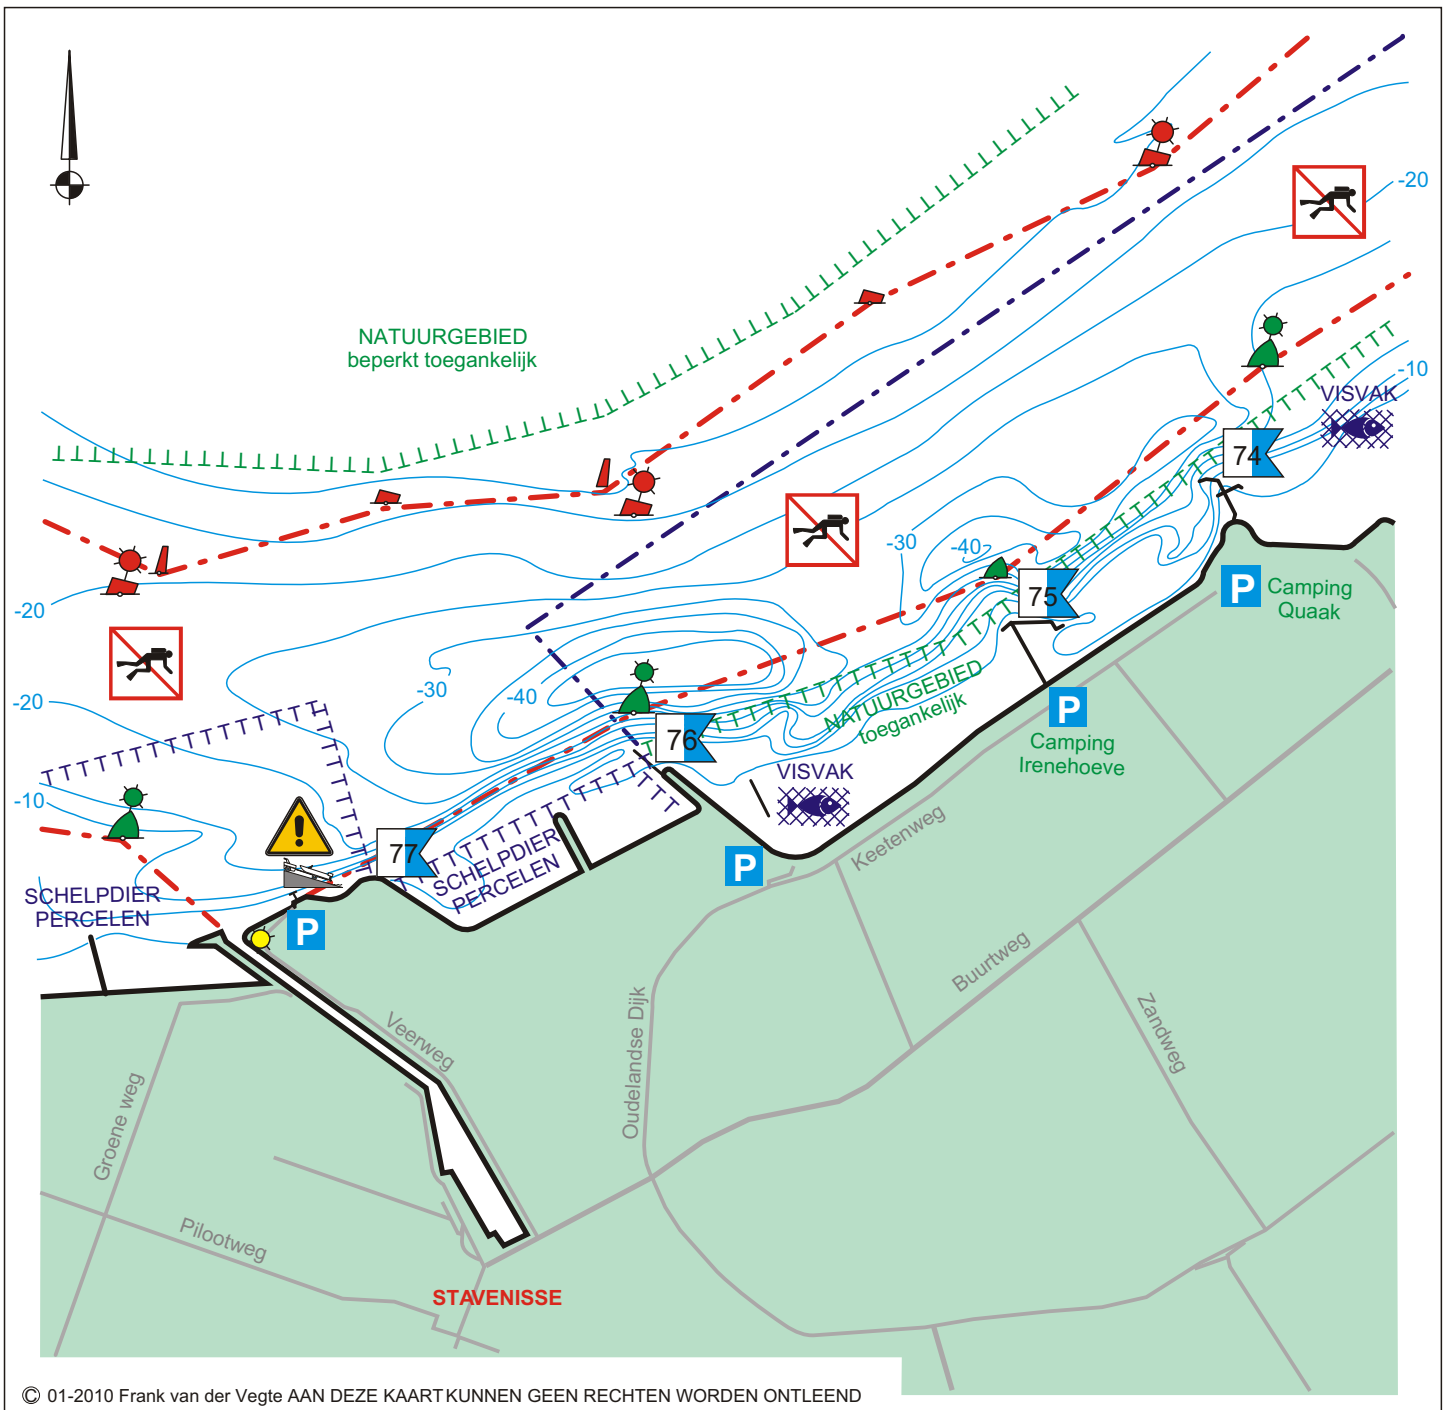 -20
NATUURGEBIED
beperkt toegankelijk
-10
VISVAK
74
-30
-40
75
P
Camping
Quaak
-20
-30
-40
-20
NATUURGEBIED
toegankelijk
P
Camping
Irenehoeve
76
VISVAK
-10
77
SCHELPDIER
PERCELEN
P
Keetenweg
SCHELPDIER
PERCELEN
P
Buurtweg
Oudelandse Dijk
Zandweg
Veerweg
Groene weg
Pilootweg
STAVENISSE
© 01-2010 Frank van der Vegte AAN DEZE KAART KUNNEN GEEN RECHTEN WORDEN ONTLEEND